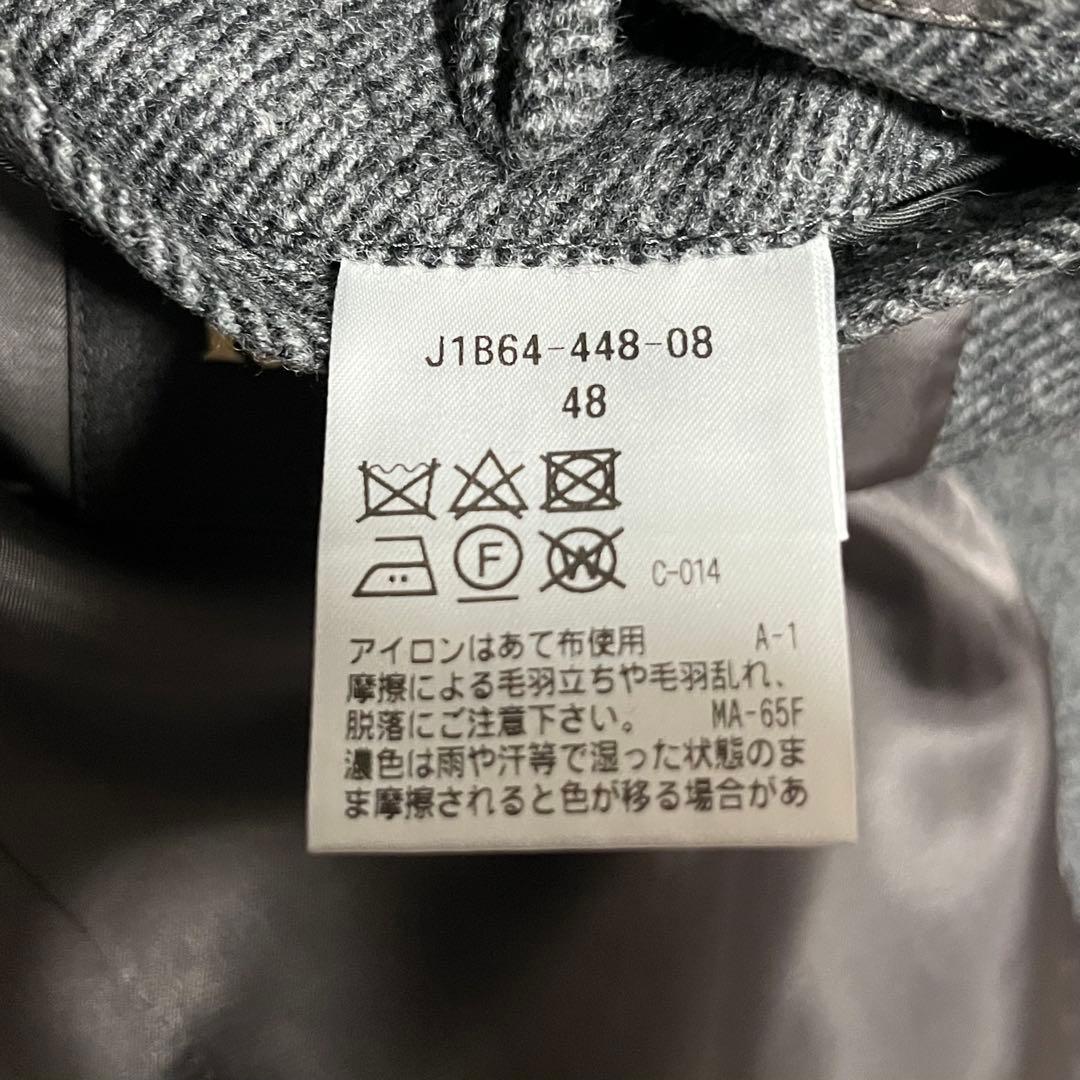 J1B64-448-08
48
F W C-014
アイロンはあて布使用 A-1
摩擦による毛羽立ちや毛羽乱れ、
脱落にご注意下さい。 MA-65F
濃色は雨や汗等で湿った状態のま
ま摩擦されると色が移る場合があ